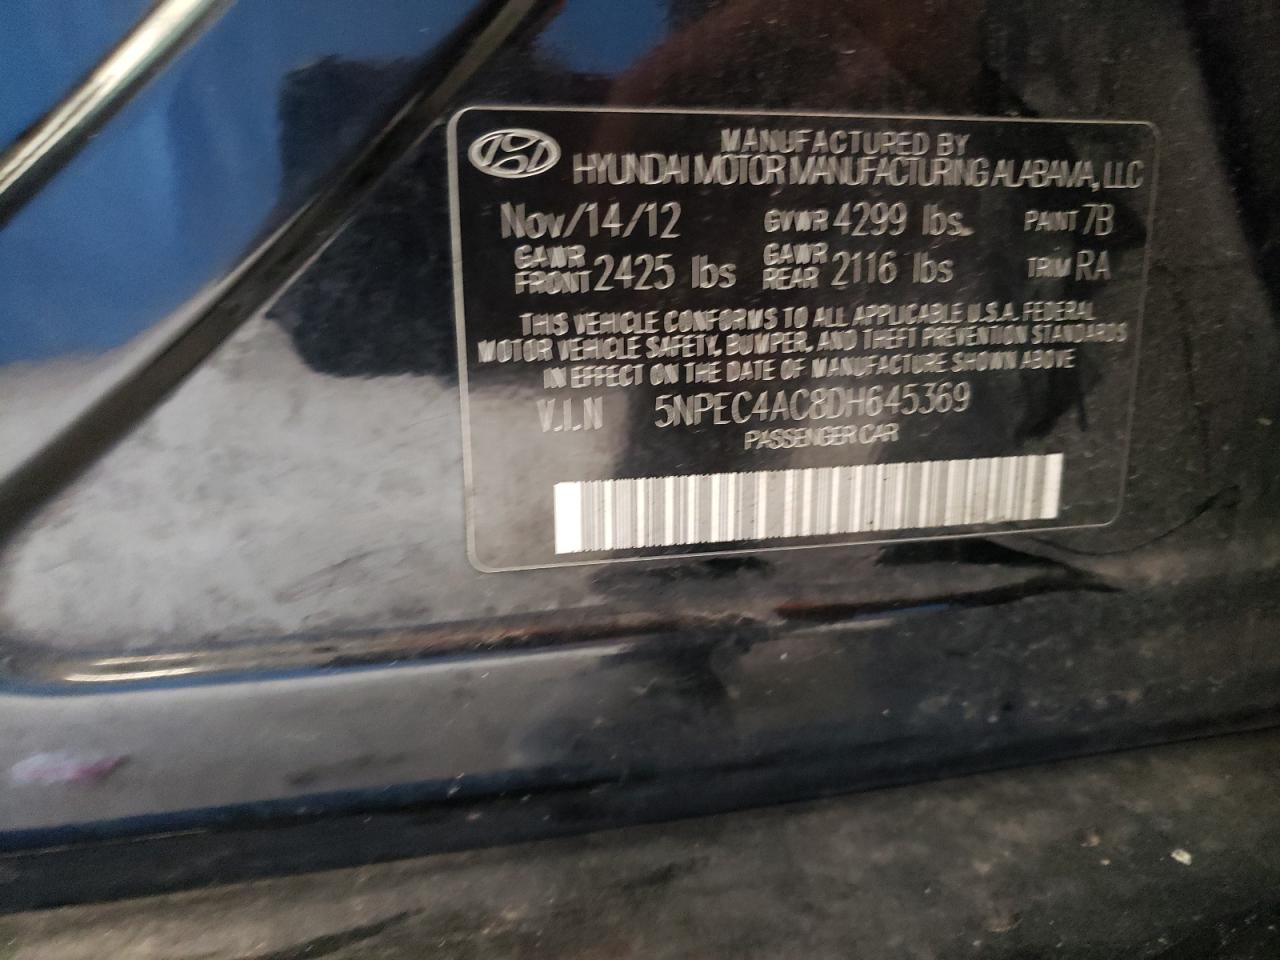 MANUFACTURED BY
HYUNDAI MOTOR MANUFACTURING ALABAMA, LLC
Nov/14/12 GVWR 4299 lbs. PAINT 7B
GAWR FRONT 2425 lbs GAWR REAR 2116 lbs TRIM RA
THIS VEHICLE CONFORMS TO ALL APPLICABLE U.S.A. FEDERAL
MOTOR VEHICLE SAFETY, BUMPER, AND THEFT PREVENTION STANDARDS
IN EFFECT ON THE DATE OF MANUFACTURE SHOWN ABOVE
V.I.N 5NPEC4AC8DH645369
PASSENGER CAR